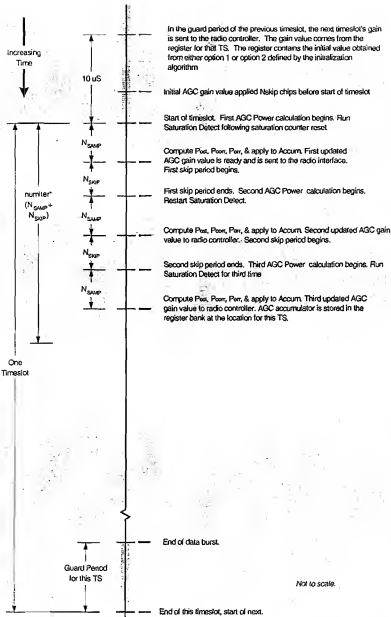 In the guard period of the previous timeslot, the next timeslot's gain
is sent to the radio controller. The gain value comes from the
register for this TS. The register contains the initial value obtained
from either option 1 or option 2 defined by the initialization
algorithm
Increasing
Time
10 uS
Initial AGC gain value applied Nskip chips before start of timeslot
Start of timeslot. First AGC Power calculation begins. Run
Saturation Detect following saturation counter reset
NSAMP
Compute Pest, Pcorr, Perr, & apply to Accum. First updated
AGC gain value is ready and is sent to the radio interface.
First skip period begins.
NSKIP
numiter*
(NSAMP+
NSKIP)
First skip period ends. Second AGC Power calculation begins.
Restart Saturation Detect.
NSAMP
Compute Pest, Pcorr, Perr, & apply to Accum. Second updated AGC gain
value to radio controller. Second skip period begins.
NSKIP
Second skip period ends. Third AGC Power calculation begins. Run
Saturation Detect for third time
NSAMP
Compute Pest, Pcorr, Perr, & apply to Accum. Third updated AGC
gain value to radio controller. AGC accumulator is stored in the
register bank at the location for this TS.
One
Timeslot
End of data burst.
Guard Period
for this TS
Not to scale.
End of this timeslot, start of next.